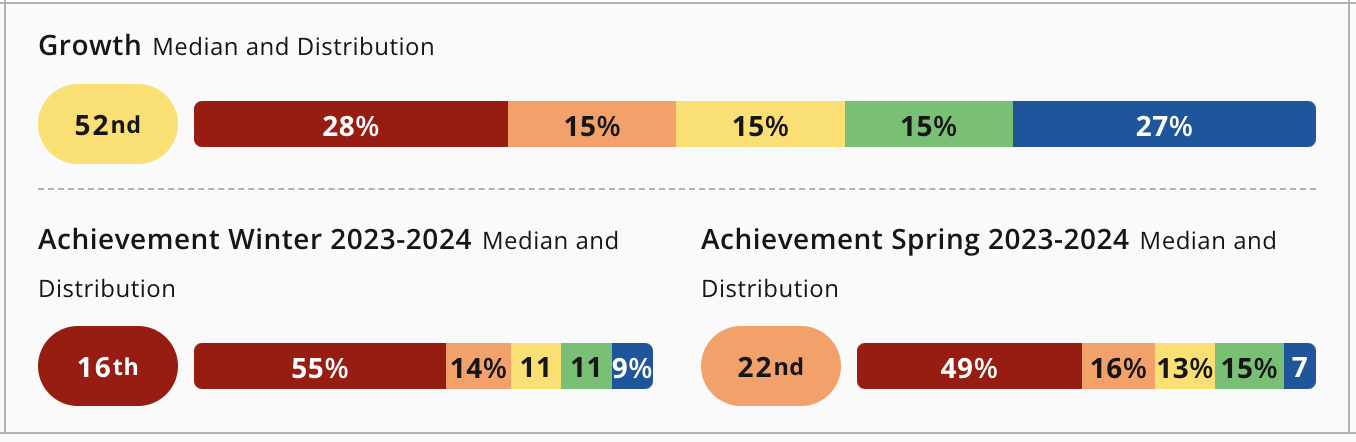 Growth Median and Distribution
52nd 28% 15% 15% 15% 27%
Achievement Winter 2023-2024 Median and
Distribution
16th 55% 14% 11 11 9%
Achievement Spring 2023-2024 Median and
Distribution
22nd 49% 16% 13% 15% 7